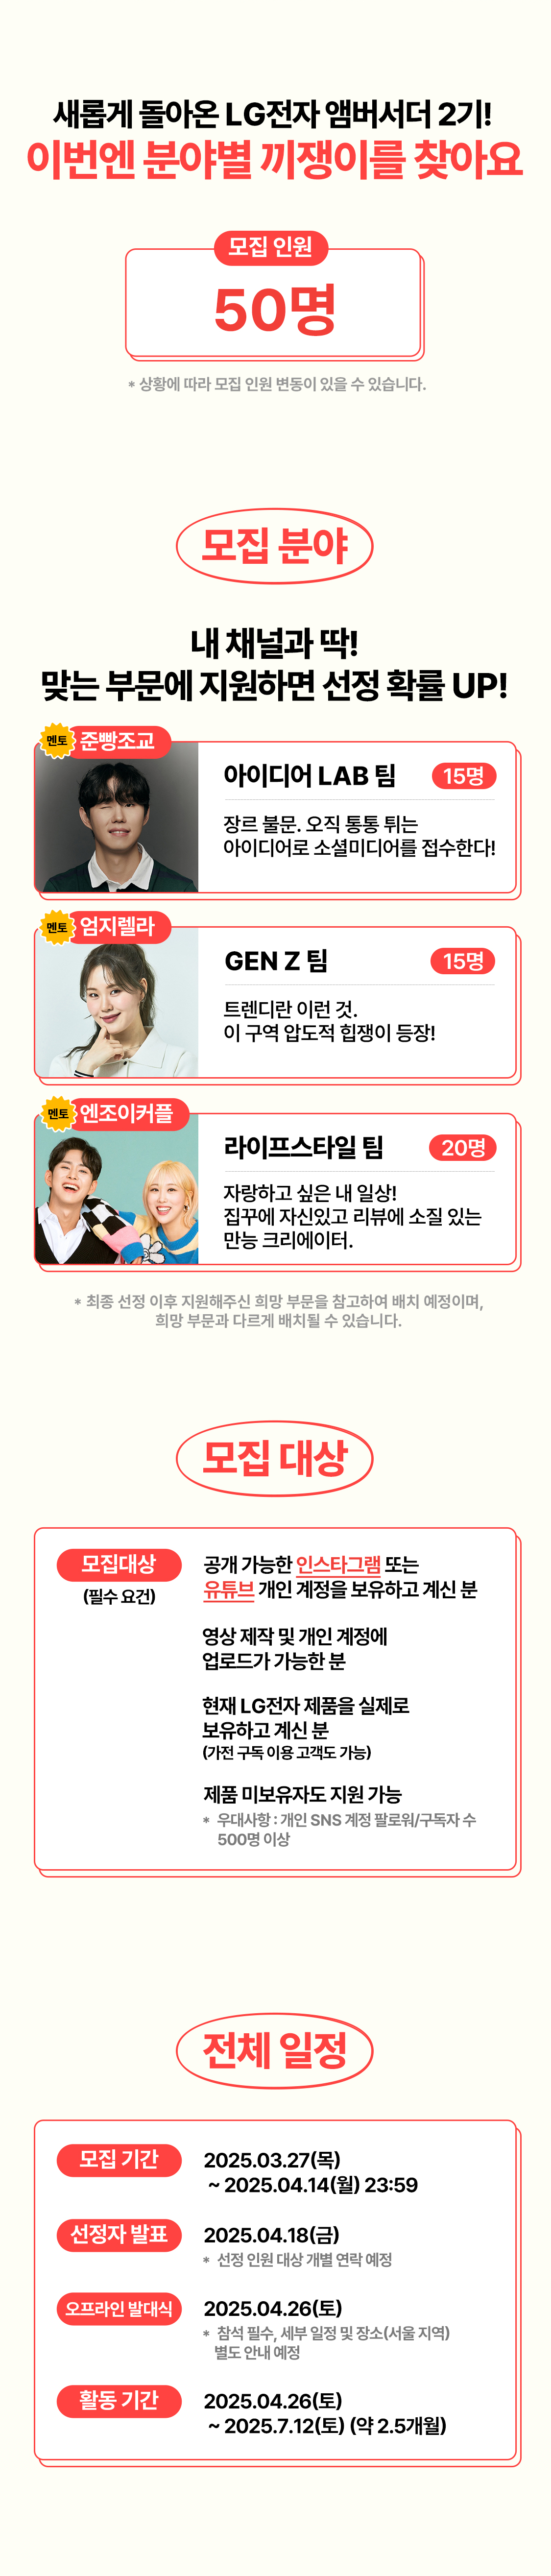 새롭게 돌아온 LG전자 앰버서더 2기!
이번엔 분야별 끼쟁이를 찾아요
모집 인원
50명
* 상황에 따라 모집 인원 변동이 있을 수 있습니다.
모집 분야
내 채널과 딱!
맞는 부문에 지원하면 선정 확률 UP!
멘토 준빵조교
아이디어 LAB 팀 15명
장르 불문. 오직 통통 튀는
아이디어로 소셜미디어를 접수한다!
멘토 엄지렐라
GEN Z 팀 15명
트렌디란 이런 것.
이 구역 압도적 힙쟁이 등장!
멘토 엔조이커플
라이프스타일 팀 20명
자랑하고 싶은 내 일상!
집꾸에 자신있고 리뷰에 소질 있는
만능 크리에이터.
* 최종 선정 이후 지원해주신 희망 부문을 참고하여 배치 예정이며,
희망 부문과 다르게 배치될 수 있습니다.
모집 대상
모집대상
(필수 요건)
공개 가능한 인스타그램 또는
유튜브 개인 계정을 보유하고 계신 분
영상 제작 및 개인 계정에
업로드가 가능한 분
현재 LG전자 제품을 실제로
보유하고 계신 분
(가전 구독 이용 고객도 가능)
제품 미보유자도 지원 가능
* 우대사항 : 개인 SNS 계정 팔로워/구독자 수
500명 이상
전체 일정
모집 기간
2025.03.27(목)
~ 2025.04.14(월) 23:59
선정자 발표
2025.04.18(금)
* 선정 인원 대상 개별 연락 예정
오프라인 발대식
2025.04.26(토)
* 참석 필수, 세부 일정 및 장소(서울 지역)
별도 안내 예정
활동 기간
2025.04.26(토)
~ 2025.7.12(토) (약 2.5개월)